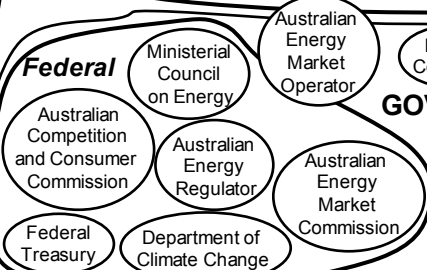 Federal
Ministerial
Council
on Energy
Australian
Energy
Market
Operator
Australian
Competition
and Consumer
Commission
Australian
Energy
Regulator
Australian
Energy
Market
Commission
Federal
Treasury
Department of
Climate Change